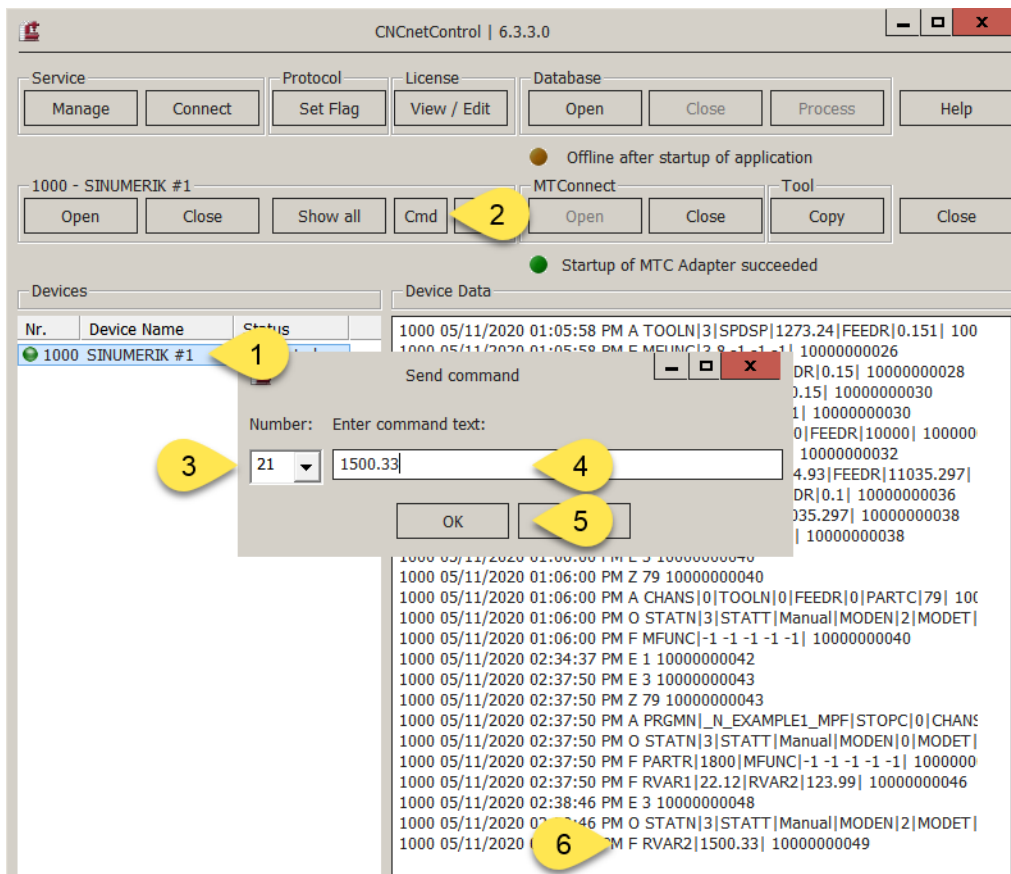 CNCnetControl | 6.3.3.0
Service Protocol License Database
Manage Connect Set Flag View / Edit Open Close Process Help
Offline after startup of application
1000 - SINUMERIK #1 MTConnect Tool
Open Close Show all Cmd 2 Open Close Copy Close
Startup of MTC Adapter succeeded
Devices Device Data
Nr. Device Name Status
1000 SINUMERIK #1 1
1000 05/11/2020 01:05:58 PM A TOOLN|3|SPDSP|1273.24|FEEDR|0.151| 100
1000 05/11/2020 01:05:58 PM F MFUNC|3 8 -1 -1 -1| 10000000026
DR|0.15| 10000000028
0.15| 10000000030
1| 10000000030
0|FEEDR|10000| 100000
10000000032
4.93|FEEDR|11035.297|
DR|0.1| 10000000036
035.297| 10000000038
| 10000000038
Send command
Number: Enter command text:
3 21 1500.33 4
OK 5
1000 05/11/2020 01:06:00 PM E 3 10000000040
1000 05/11/2020 01:06:00 PM Z 79 10000000040
1000 05/11/2020 01:06:00 PM A CHANS|0|TOOLN|0|FEEDR|0|PARTC|79| 100
1000 05/11/2020 01:06:00 PM O STATN|3|STATT|Manual|MODEN|2|MODET|
1000 05/11/2020 01:06:00 PM F MFUNC|-1 -1 -1 -1 -1| 10000000040
1000 05/11/2020 02:34:37 PM E 1 10000000042
1000 05/11/2020 02:37:50 PM E 3 10000000043
1000 05/11/2020 02:37:50 PM Z 79 10000000043
1000 05/11/2020 02:37:50 PM A PRGMN|_N_EXAMPLE1_MPF|STOPC|0|CHANS
1000 05/11/2020 02:37:50 PM O STATN|3|STATT|Manual|MODEN|0|MODET|
1000 05/11/2020 02:37:50 PM F PARTR|1800|MFUNC|-1 -1 -1 -1 -1| 1000000
1000 05/11/2020 02:37:50 PM F RVAR1|22.12|RVAR2|123.99| 10000000046
1000 05/11/2020 02:38:46 PM E 3 10000000048
1000 05/11/2020 02:38:46 PM O STATN|3|STATT|Manual|MODEN|2|MODET|
1000 05/11/2020 6 PM F RVAR2|1500.33| 10000000049